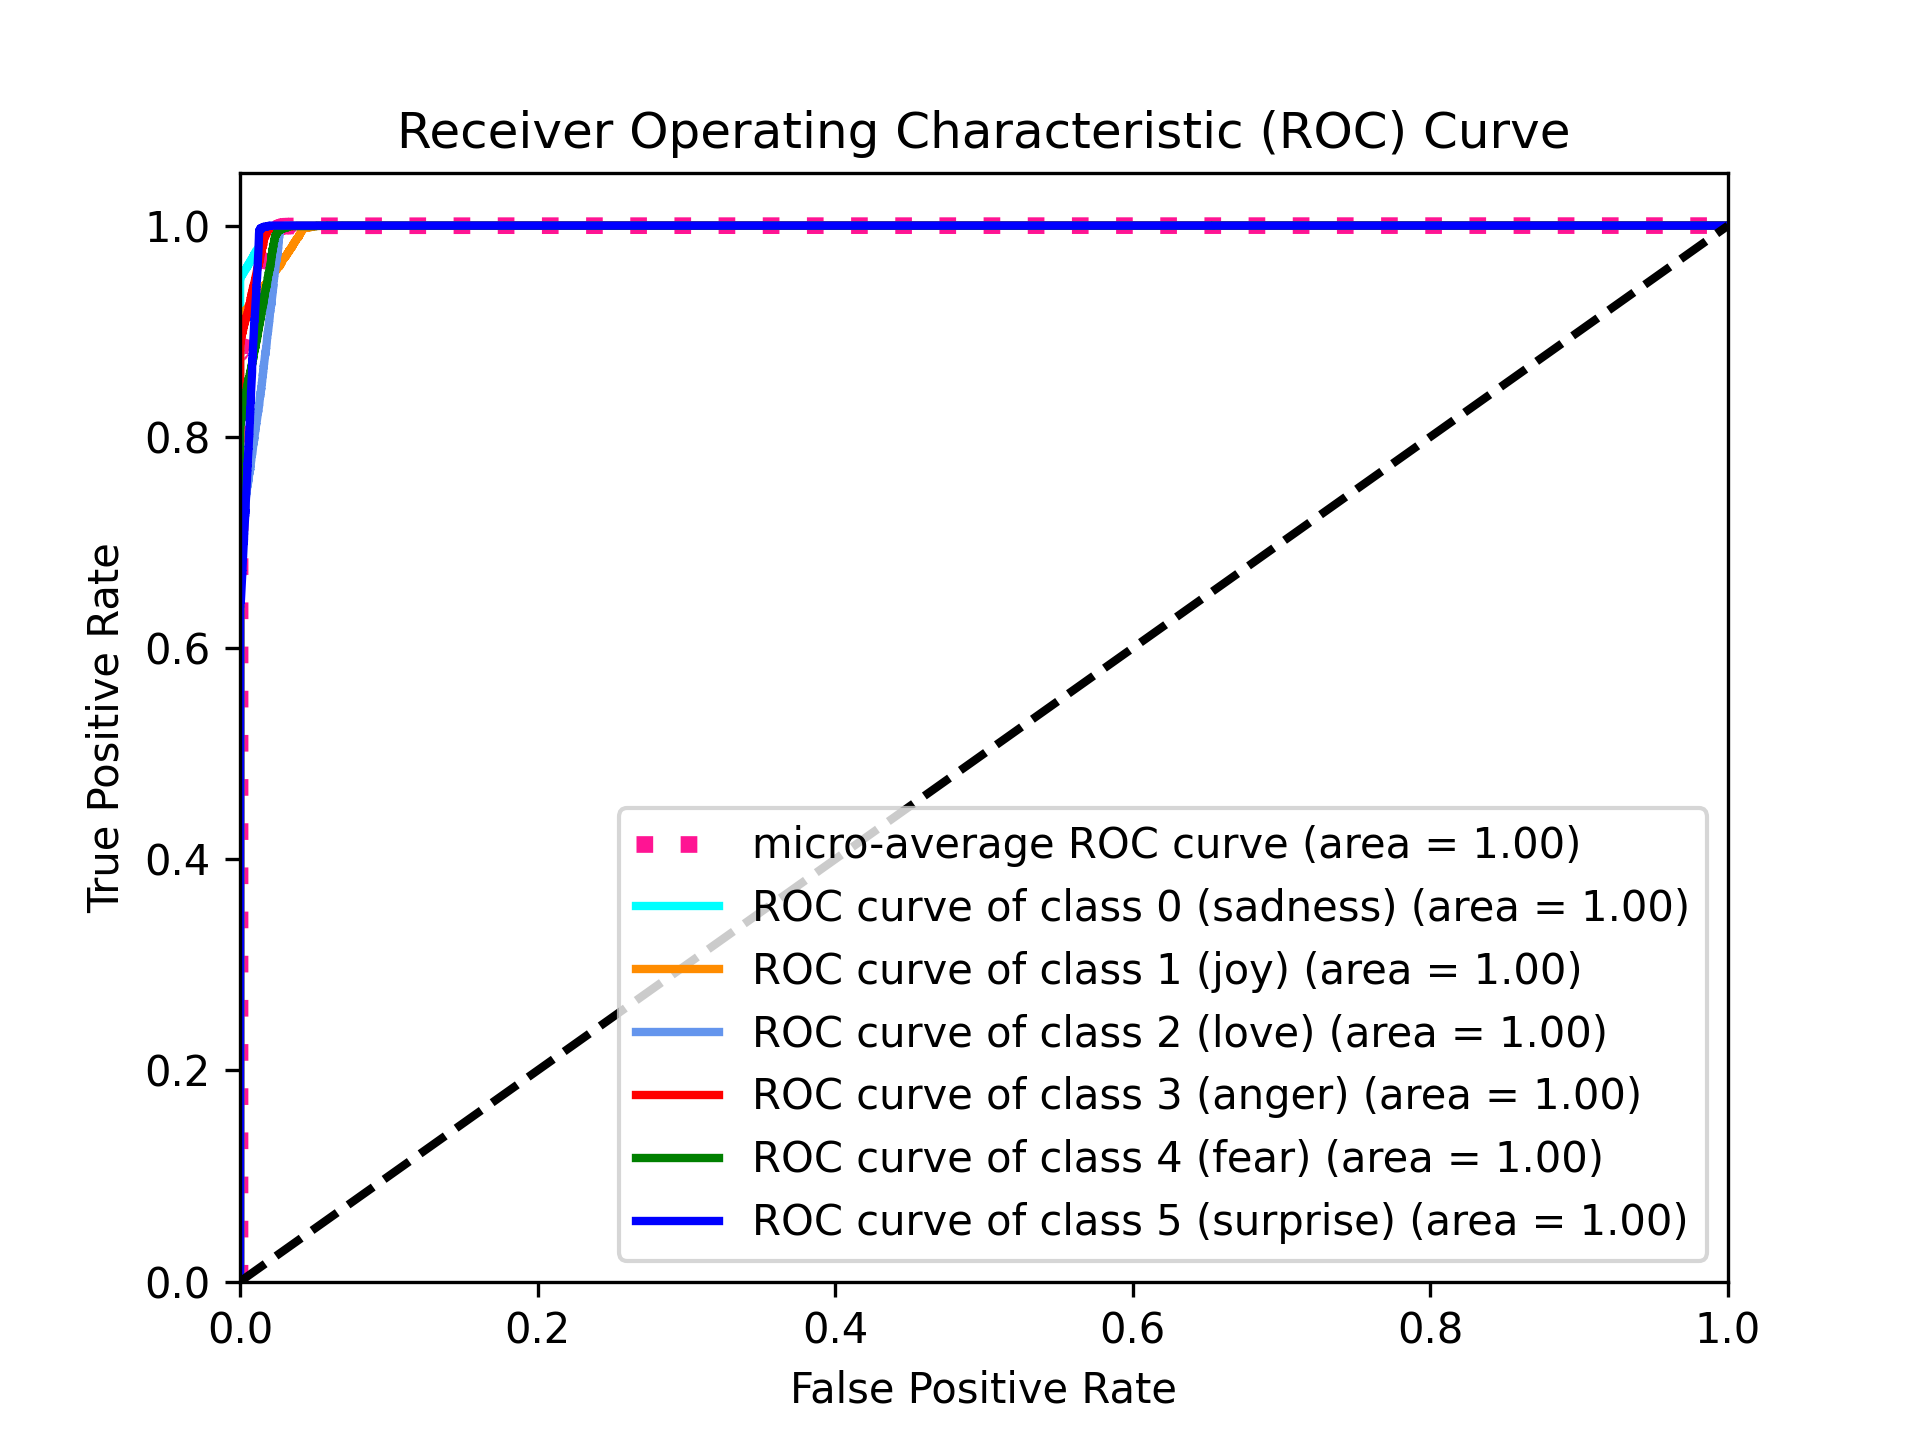 Receiver Operating Characteristic (ROC) Curve
1.0
0.8
0.6
0.4
0.2
0.0
True Positive Rate
micro-average ROC curve (area = 1.00)
ROC curve of class 0 (sadness) (area = 1.00)
ROC curve of class 1 (joy) (area = 1.00)
ROC curve of class 2 (love) (area = 1.00)
ROC curve of class 3 (anger) (area = 1.00)
ROC curve of class 4 (fear) (area = 1.00)
ROC curve of class 5 (surprise) (area = 1.00)
0.0 0.2 0.4 0.6 0.8 1.0
False Positive Rate